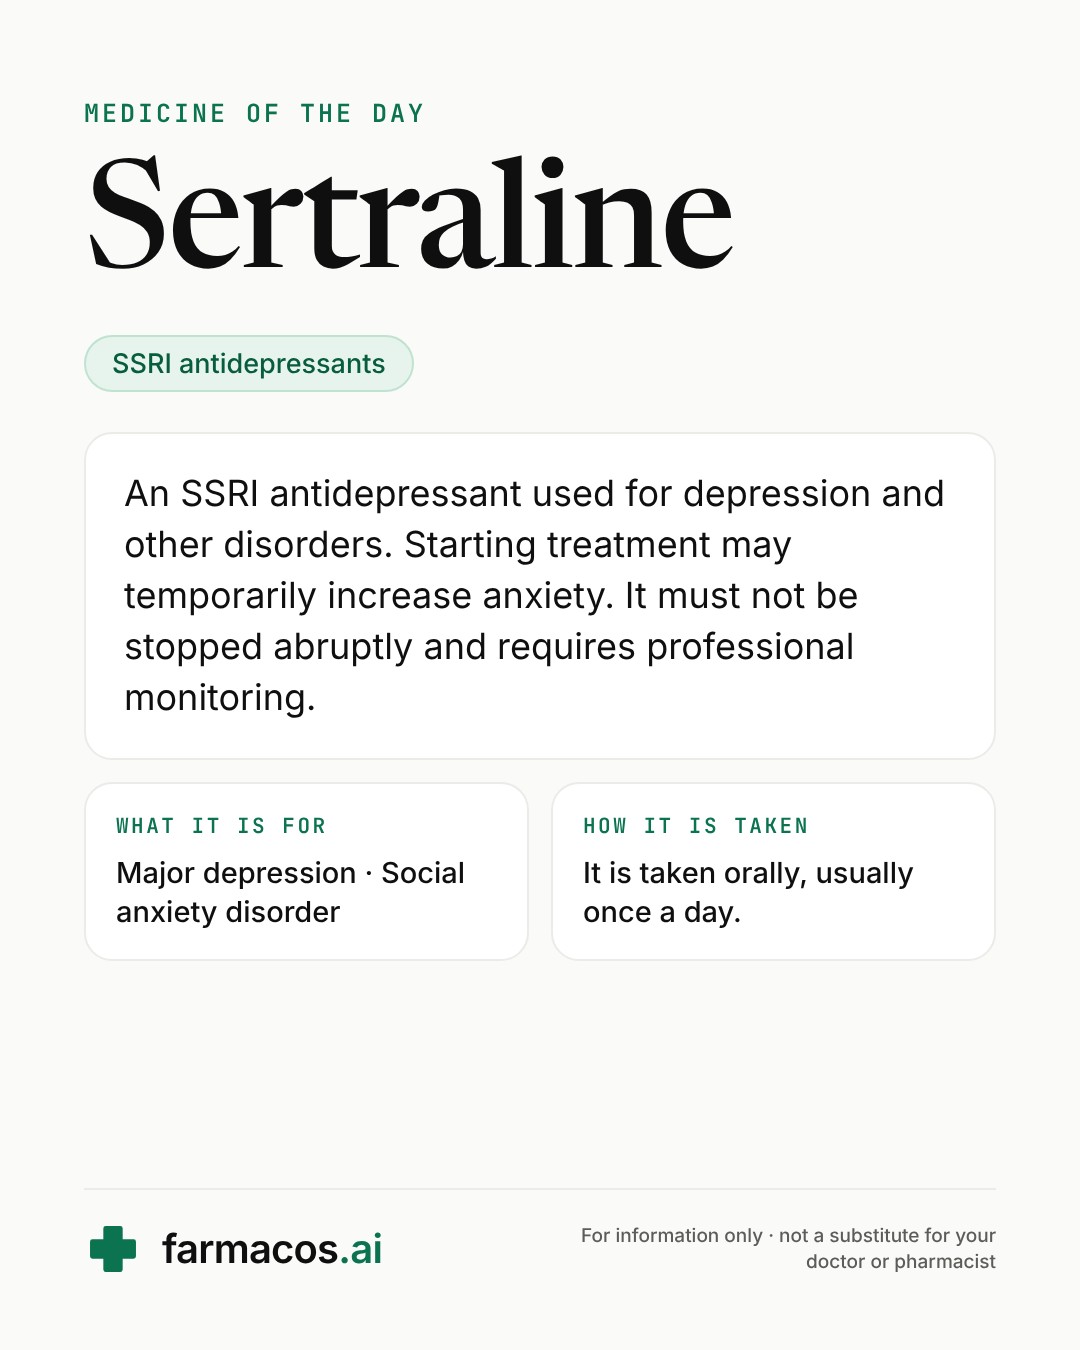 MEDICINE OF THE DAY
Sertraline
SSRI antidepressants
An SSRI antidepressant used for depression and
other disorders. Starting treatment may
temporarily increase anxiety. It must not be
stopped abruptly and requires professional
monitoring.
WHAT IT IS FOR
Major depression · Social
anxiety disorder
HOW IT IS TAKEN
It is taken orally, usually
once a day.
farmacos.ai
For information only · not a substitute for your
doctor or pharmacist